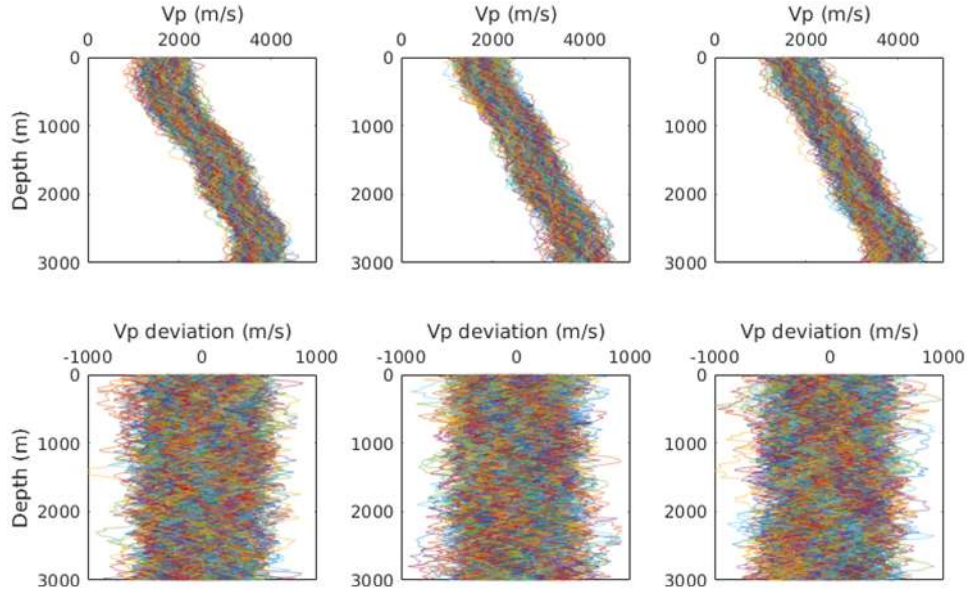 Vp (m/s) Vp (m/s) Vp (m/s)
0 2000 4000 0 2000 4000 0 2000 4000
0 0 0
1000 1000 1000
2000 2000 2000
3000 3000 3000
Depth (m)
Vp deviation (m/s) Vp deviation (m/s) Vp deviation (m/s)
-1000 0 1000 -1000 0 1000 -1000 0 1000
0 0 0
1000 1000 1000
2000 2000 2000
3000 3000 3000
Depth (m)